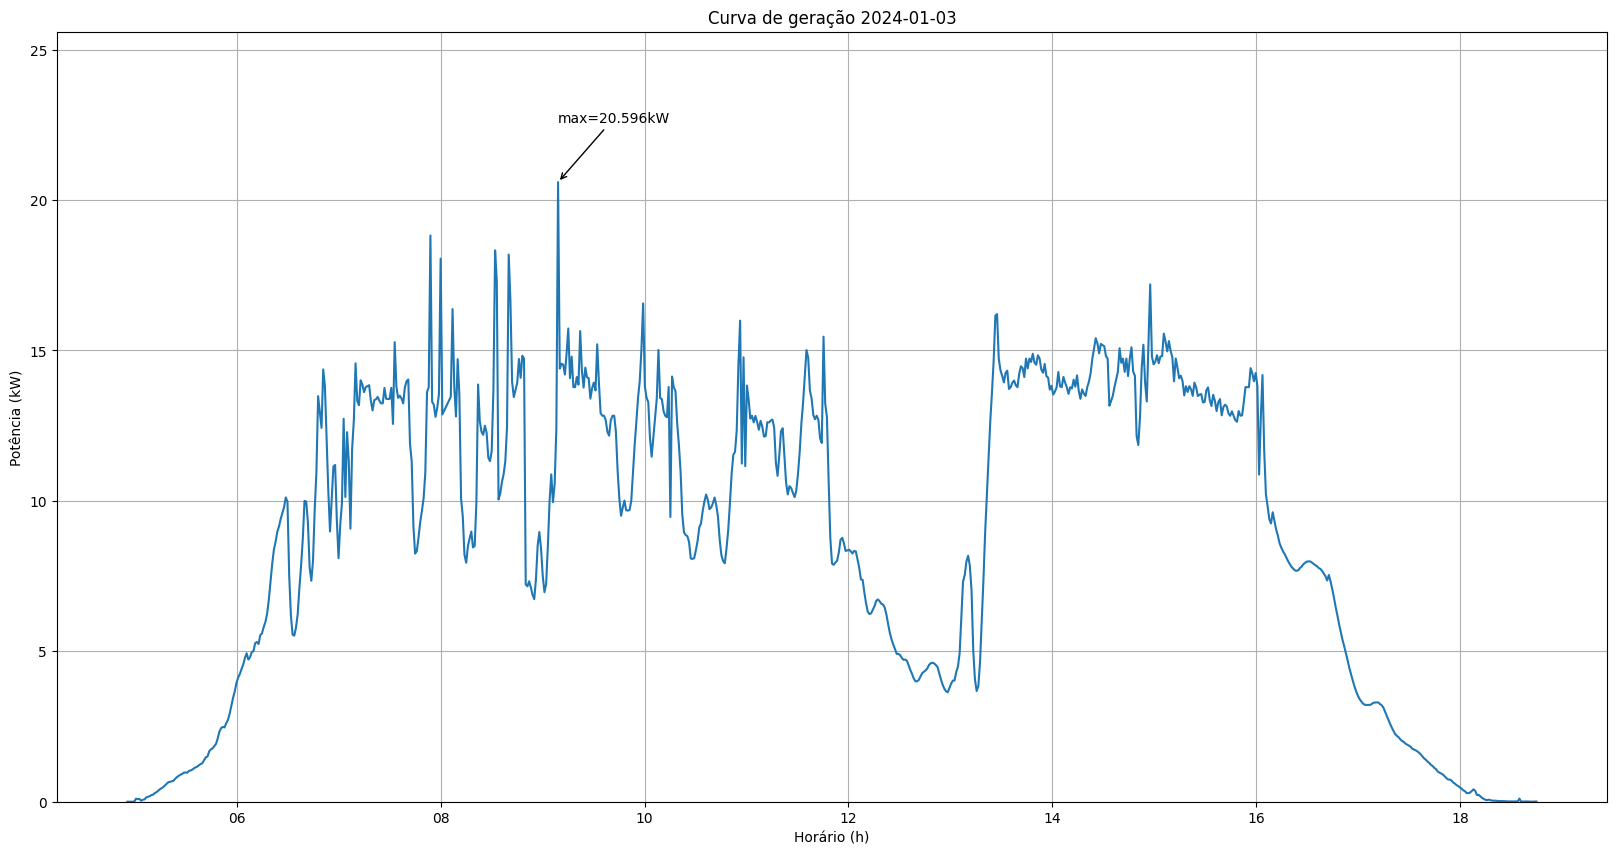 Curva de geração 2024-01-03
25
max=20.596kW
20
15
Potência (kW)
10
5
0
06 08 10 12 14 16 18
Horário (h)